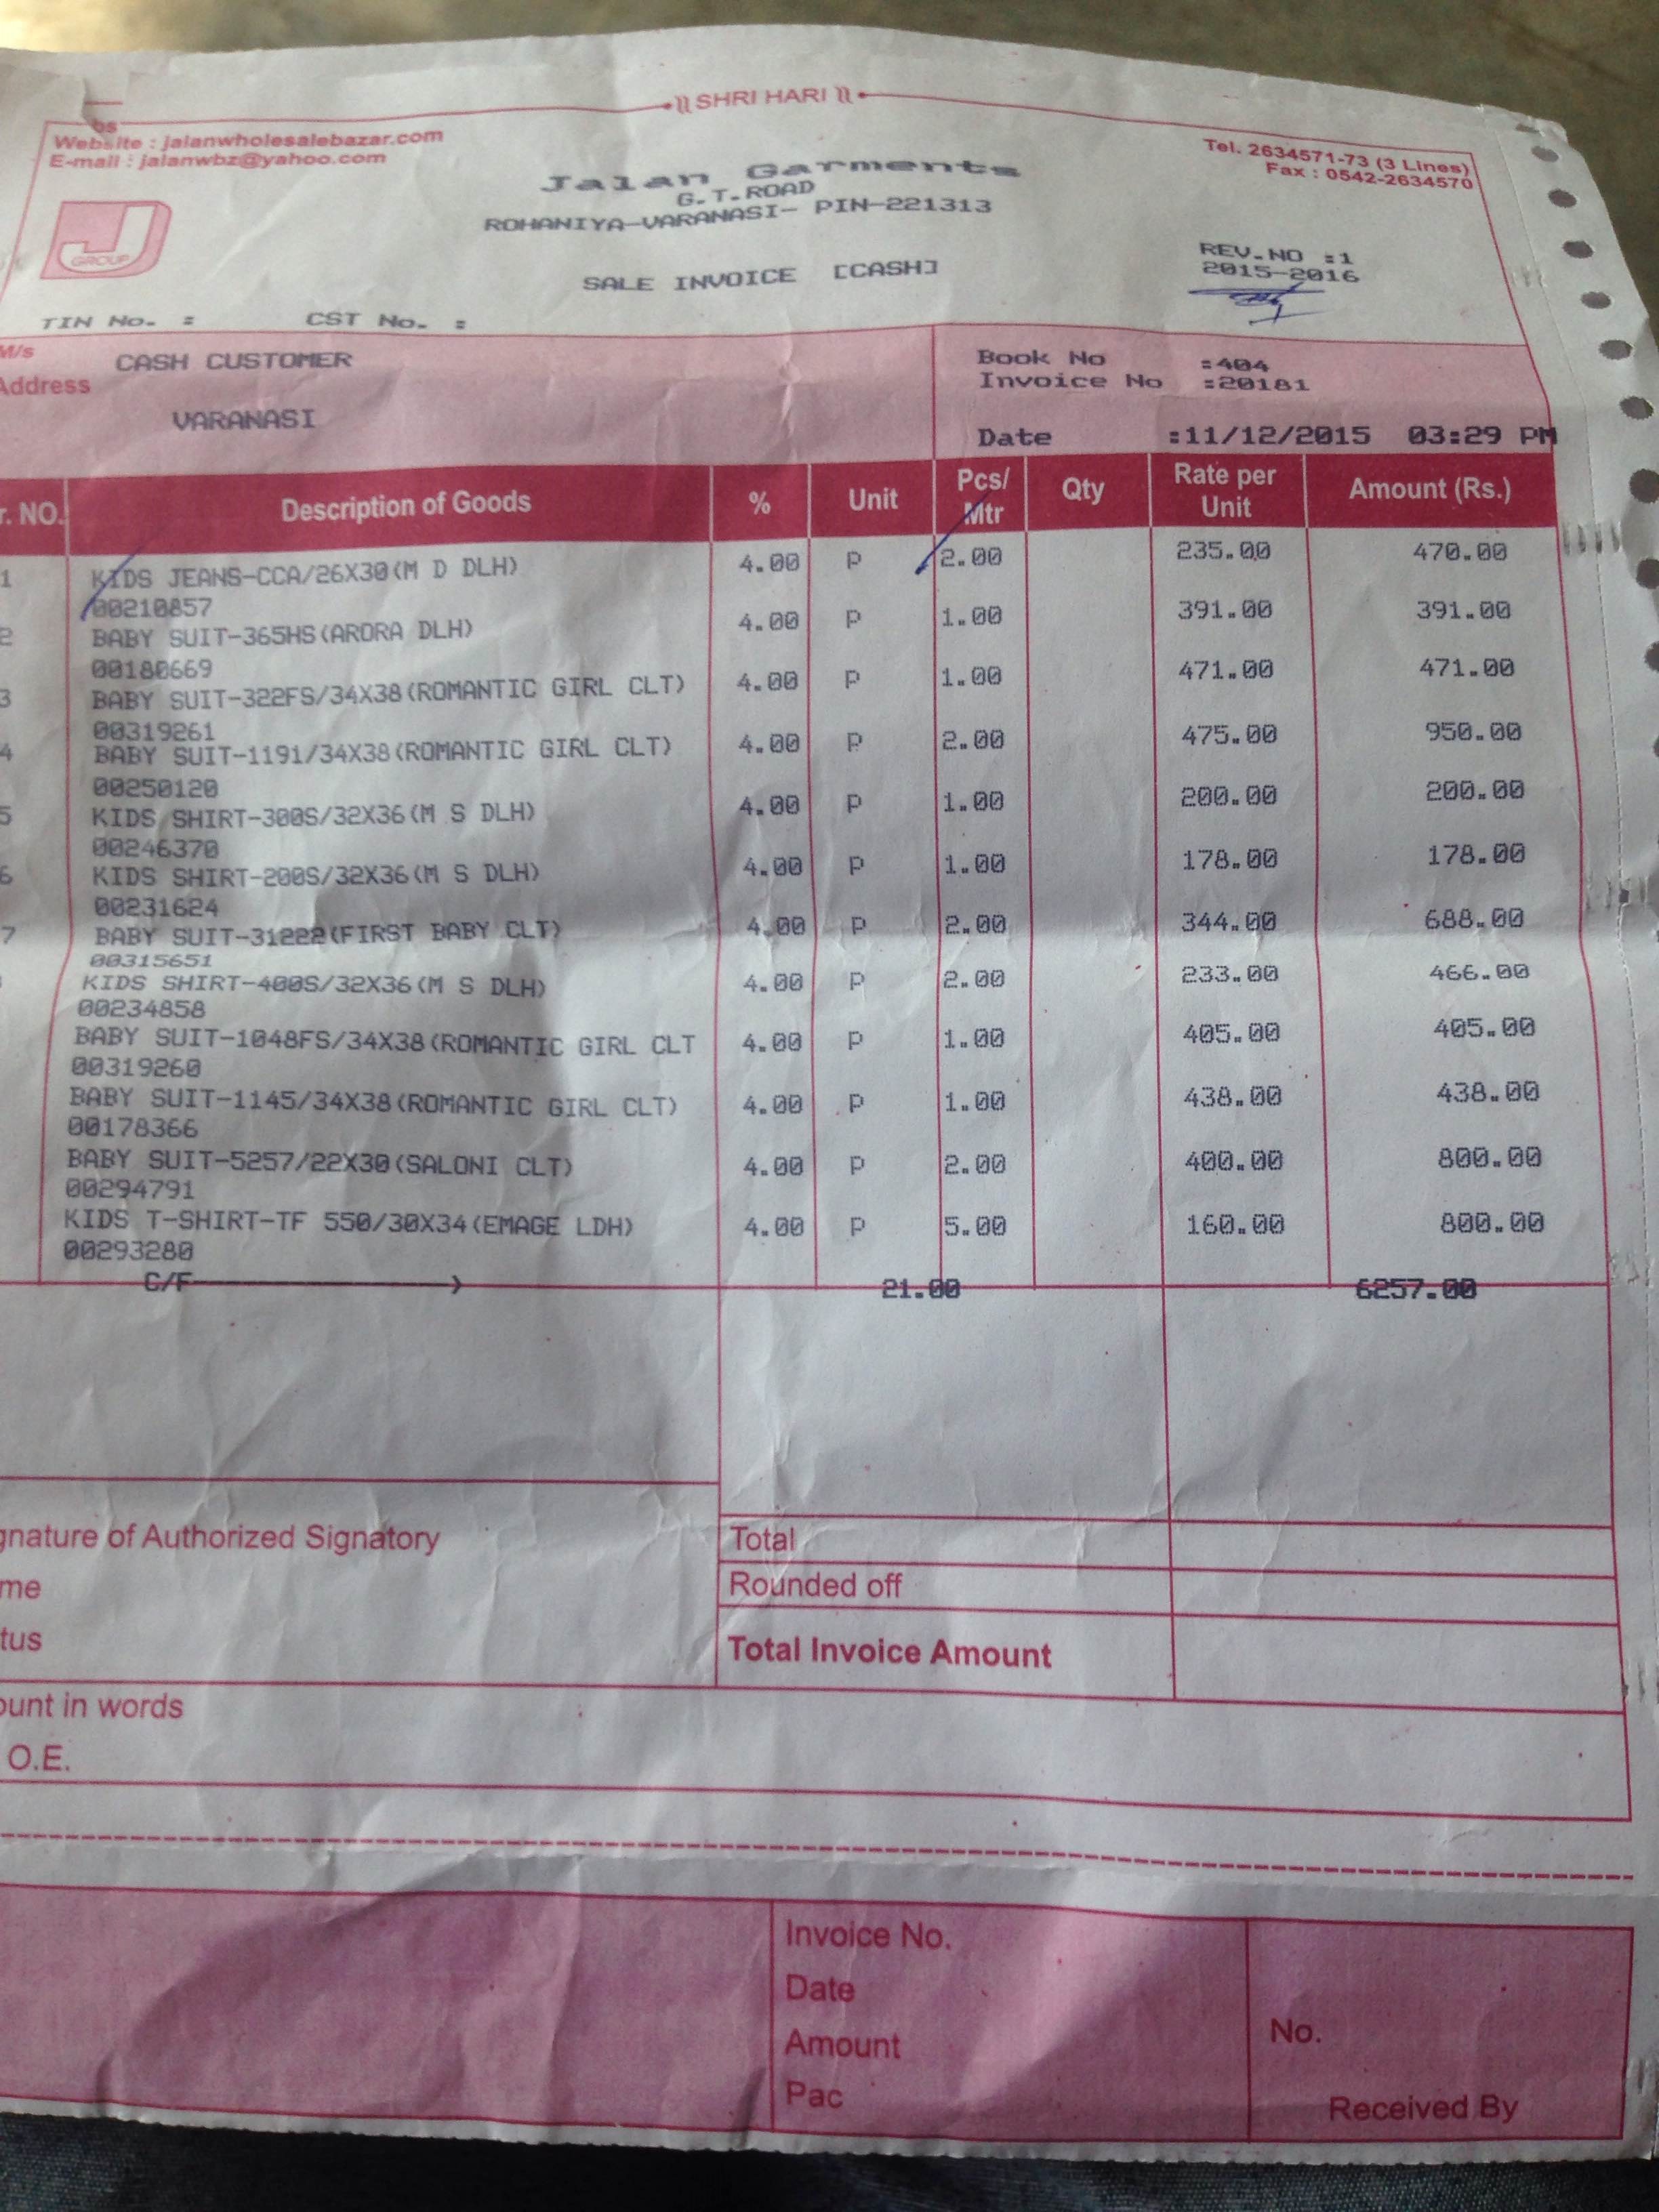 ༎ SHRI HARI ༎
Website : jalanwholesalebazar.com
E-mail : jalanwbz@yahoo.com
Tel. 2634571-73 (3 Lines)
Fax : 0542-2634570
Jalan Garments
G.T.ROAD
ROHANIYA-VARANASI- PIN-221313
J GROUP
SALE INVOICE [CASH]
REV.NO :1
2015-2016
TIN No. : CST No. :
M/s CASH CUSTOMER
Address
VARANASI
Book No :404
Invoice No :20181
Date :11/12/2015 03:29 PM
r. NO. Description of Goods % Unit Pcs/ Mtr Qty Rate per Unit Amount (Rs.)
1 KIDS JEANS-CCA/26X30(M D DLH) 4.00 P 2.00 235.00 470.00
00210857
2 BABY SUIT-365HS(ARORA DLH) 4.00 P 1.00 391.00 391.00
00180669
3 BABY SUIT-322FS/34X38(ROMANTIC GIRL CLT) 4.00 P 1.00 471.00 471.00
00319261
4 BABY SUIT-1191/34X38(ROMANTIC GIRL CLT) 4.00 P 2.00 475.00 950.00
00250120
5 KIDS SHIRT-300S/32X36(M S DLH) 4.00 P 1.00 200.00 200.00
00246370
6 KIDS SHIRT-200S/32X36(M S DLH) 4.00 P 1.00 178.00 178.00
00231624
7 BABY SUIT-31222(FIRST BABY CLT) 4.00 P 2.00 344.00 688.00
00315651
KIDS SHIRT-400S/32X36(M S DLH) 4.00 P 2.00 233.00 466.00
00234858
BABY SUIT-1048FS/34X38(ROMANTIC GIRL CLT 4.00 P 1.00 405.00 405.00
00319260
BABY SUIT-1145/34X38(ROMANTIC GIRL CLT) 4.00 P 1.00 438.00 438.00
00178366
BABY SUIT-5257/22X30(SALONI CLT) 4.00 P 2.00 400.00 800.00
00294791
KIDS T-SHIRT-TF 550/30X34(EMAGE LDH) 4.00 P 5.00 160.00 800.00
00293280
C/F-----------------------> 21.00 6257.00
gnature of Authorized Signatory
me
tus
Total
Rounded off
Total Invoice Amount
ount in words
O.E.
Invoice No.
Date
Amount
Pac
No.
Received By